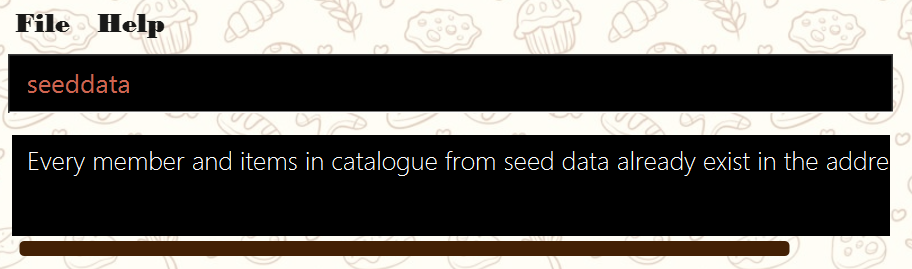 File Help
seeddata
Every member and items in catalogue from seed data already exist in the addre